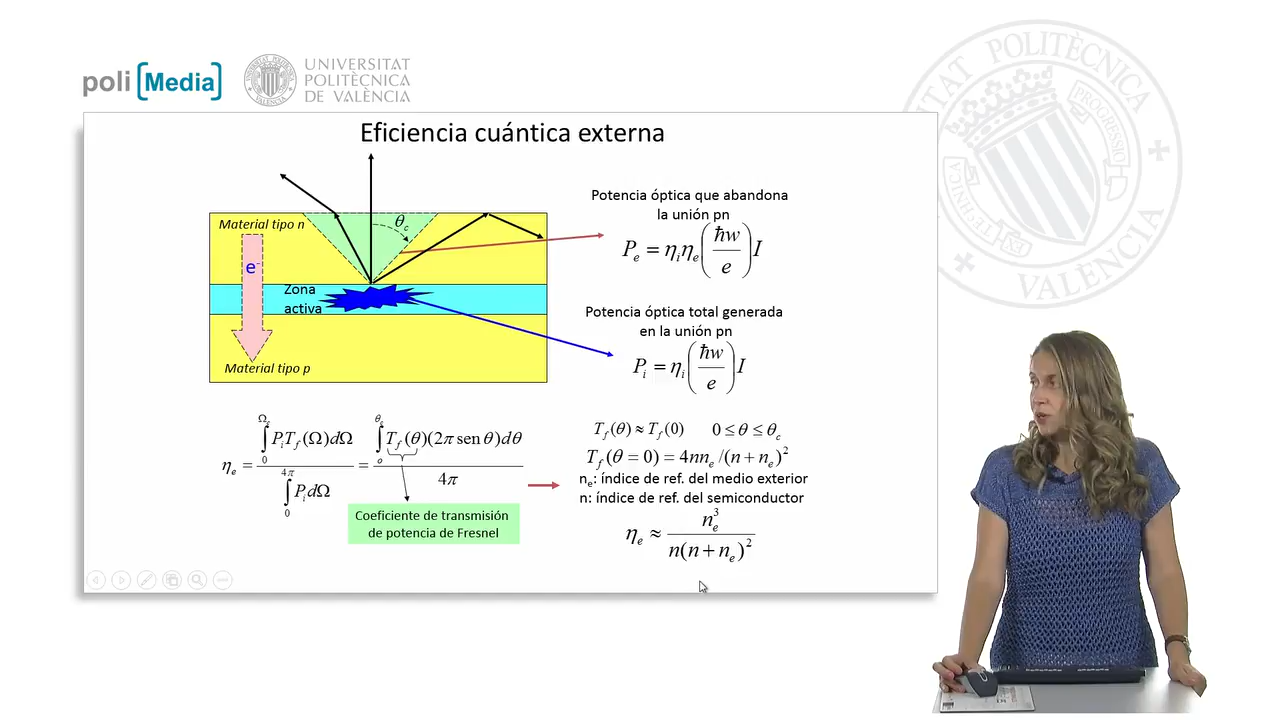 poli [Media]
UNIVERSITAT
POLITÈCNICA
DE VALÈNCIA
Eficiencia cuántica externa
Material tipo n
θc
e-
Zona
activa
Material tipo p
Potencia óptica que abandona
la unión pn
Pe = ηiηe(ħw/e)I
Potencia óptica total generada
en la unión pn
Pi = ηi(ħw/e)I
ηe = ∫0^Ωc PiTf(Ω)dΩ / ∫0^4π PidΩ = ∫o^θc Tf(θ)(2π sen θ)dθ / 4π
Coeficiente de transmisión
de potencia de Fresnel
Tf(θ) ≈ Tf(0) 0 ≤ θ ≤ θc
Tf(θ = 0) = 4nne /(n + ne)²
ne: índice de ref. del medio exterior
n: índice de ref. del semiconductor
ηe ≈ ne³ / n(n + ne)²
POLITÈCNICA
VALÈNCIA
PROGRESSIO